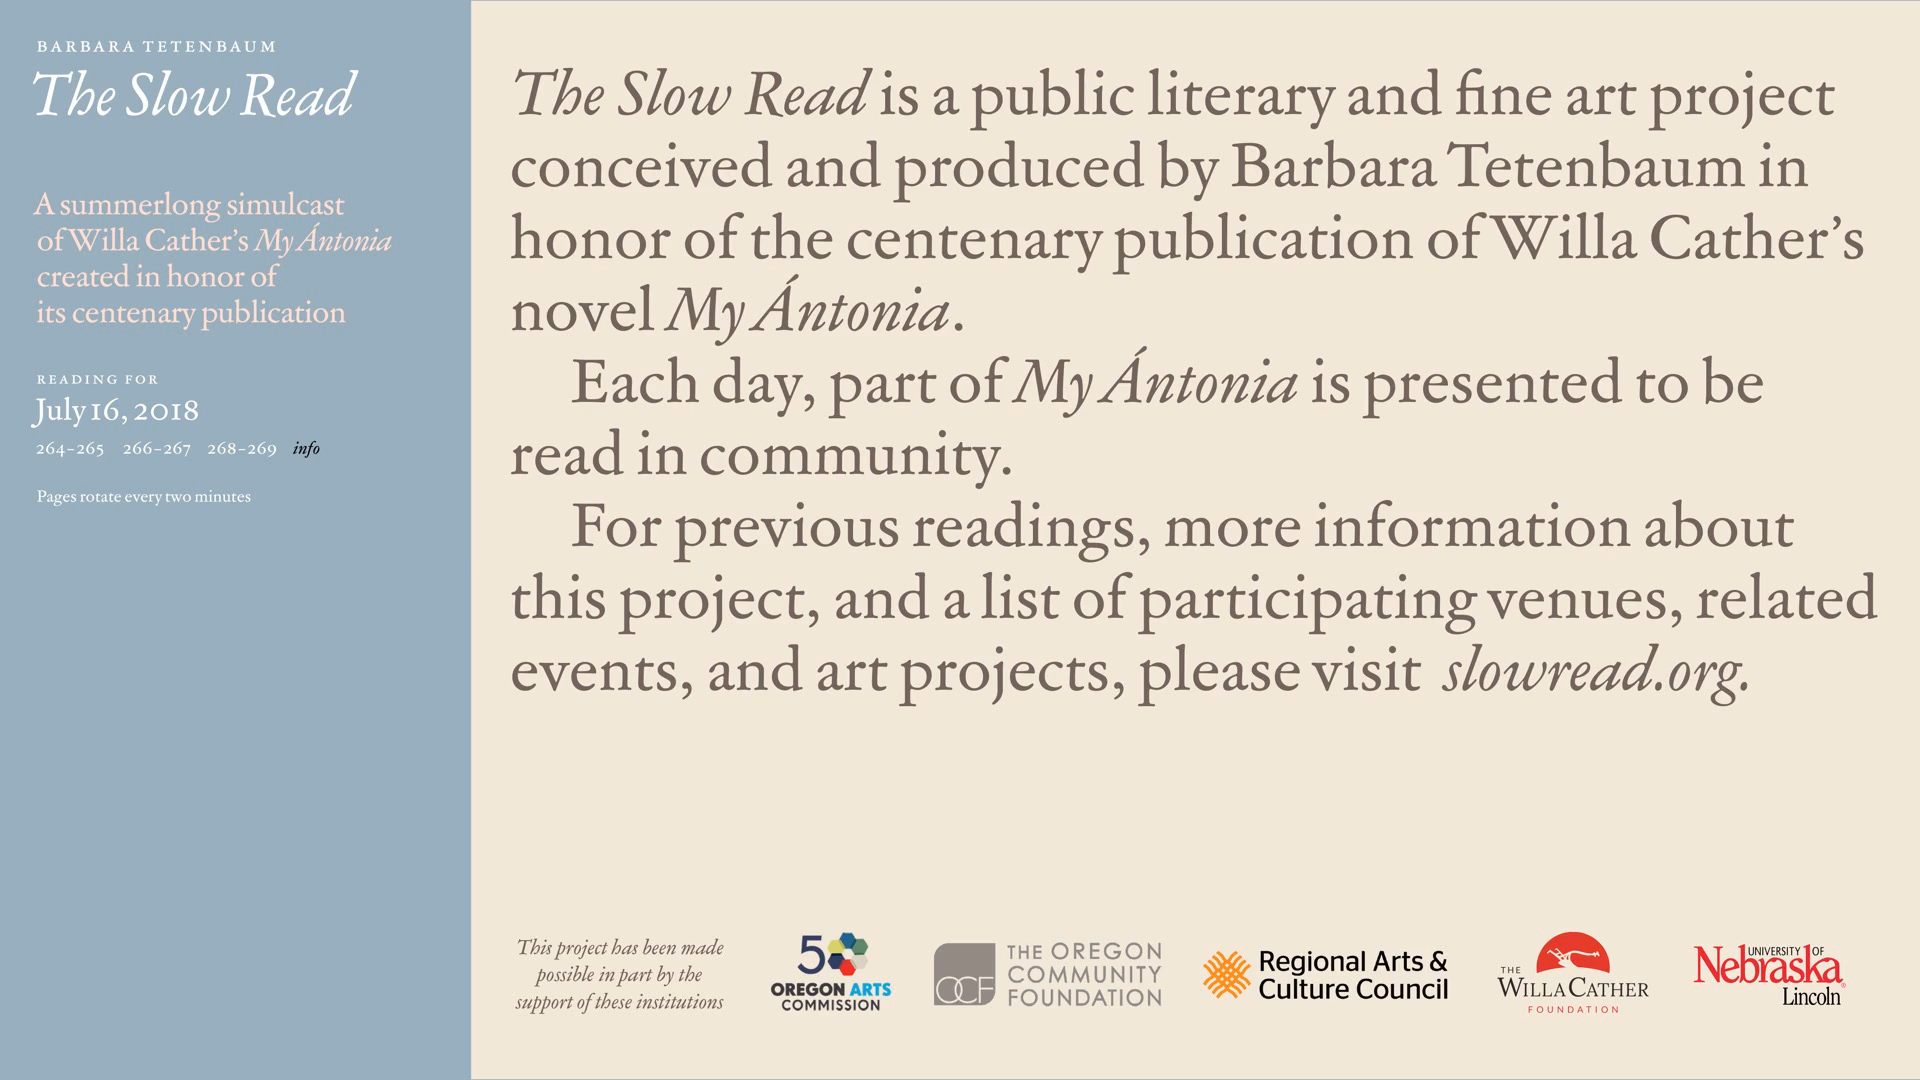 BARBARA TETENBAUM
The Slow Read
A summerlong simulcast
of Willa Cather’s My Ántonia
created in honor of
its centenary publication
READING FOR
July 16, 2018
264–265 266–267 268–269 info
Pages rotate every two minutes
The Slow Read is a public literary and fine art project
conceived and produced by Barbara Tetenbaum in
honor of the centenary publication of Willa Cather’s
novel My Ántonia.
Each day, part of My Ántonia is presented to be
read in community.
For previous readings, more information about
this project, and a list of participating venues, related
events, and art projects, please visit slowread.org.
This project has been made
possible in part by the
support of these institutions
50
OREGON ARTS
COMMISSION
OCF
THE OREGON
COMMUNITY
FOUNDATION
Regional Arts &
Culture Council
THE
WILLA CATHER
FOUNDATION
UNIVERSITY OF
Nebraska
Lincoln